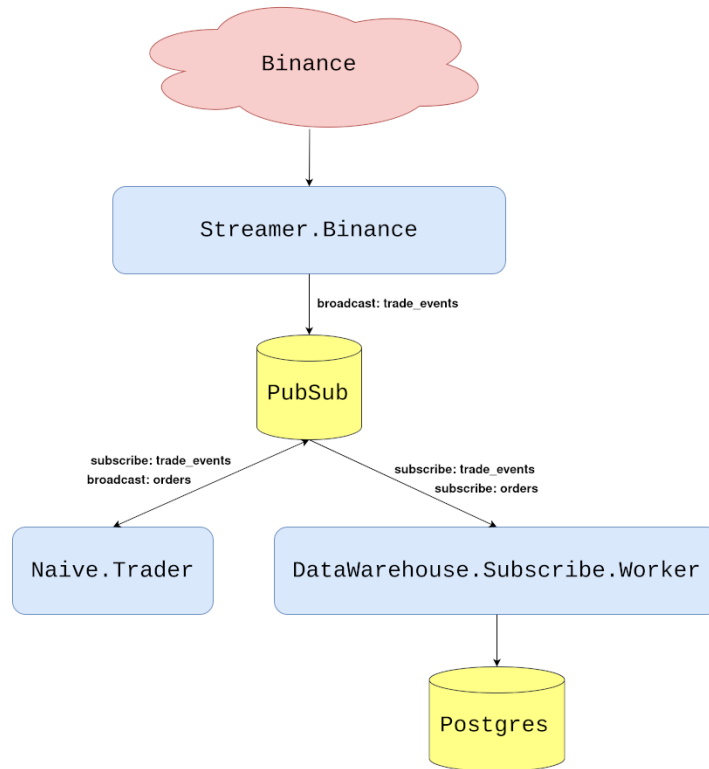 Binance
Streamer.Binance
broadcast: trade_events
PubSub
subscribe: trade_events
broadcast: orders
subscribe: trade_events
subscribe: orders
Naive.Trader
DataWarehouse.Subscribe.Worker
Postgres